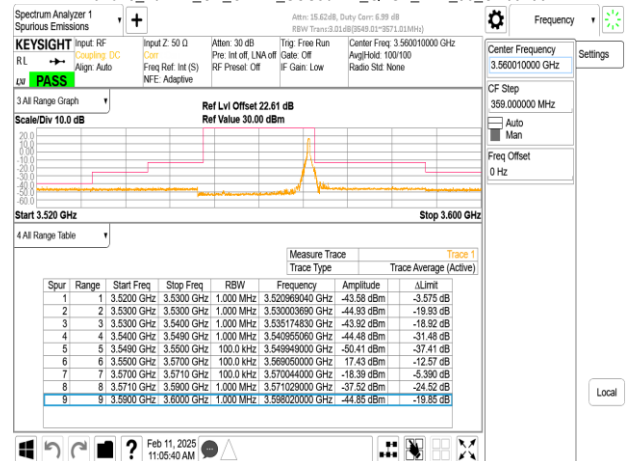 Spectrum Analyzer 1
Spurious Emissions
Attn: 15.62dB, Duty Corr: 6.99 dB
RBW Trans:3.01dB(3549.01~3571.01MHz)
Frequency
KEYSIGHT
Input: RF
Coupling: DC
Align: Auto
Input Z: 50 Ω
Corr
Freq Ref: Int (S)
NFE: Adaptive
Atten: 30 dB
Pre: Int off, LNA off
RF Presel: Off
Trig: Free Run
Gate: Off
IF Gain: Low
Center Freq: 3.560010000 GHz
Avg|Hold: 100/100
Radio Std: None
RL
PASS
Center Frequency
3.560010000 GHz
Settings
CF Step
359.000000 MHz
Auto
Man
Freq Offset
0 Hz
Local
3 All Range Graph
Scale/Div 10.0 dB
Ref Lvl Offset 22.61 dB
Ref Value 30.00 dBm
20.0
10.0
0.00
-10.0
-20.0
-30.0
-40.0
-50.0
-60.0
Start 3.520 GHz
Stop 3.600 GHz
4 All Range Table
Measure Trace Trace 1
Trace Type Trace Average (Active)
Spur Range Start Freq Stop Freq RBW Frequency Amplitude ΔLimit
1 1 3.5200 GHz 3.5300 GHz 1.000 MHz 3.520969040 GHz -43.58 dBm -3.575 dB
2 2 3.5300 GHz 3.5300 GHz 1.000 MHz 3.530003690 GHz -44.93 dBm -19.93 dB
3 3 3.5300 GHz 3.5400 GHz 1.000 MHz 3.535174830 GHz -43.92 dBm -18.92 dB
4 4 3.5400 GHz 3.5490 GHz 1.000 MHz 3.540955060 GHz -44.48 dBm -31.48 dB
5 5 3.5490 GHz 3.5500 GHz 100.0 kHz 3.549949000 GHz -50.41 dBm -37.41 dB
6 6 3.5500 GHz 3.5700 GHz 100.0 kHz 3.569050000 GHz 17.43 dBm -12.57 dB
7 7 3.5700 GHz 3.5710 GHz 100.0 kHz 3.570044000 GHz -18.39 dBm -5.390 dB
8 8 3.5710 GHz 3.5900 GHz 1.000 MHz 3.571029000 GHz -37.52 dBm -24.52 dB
9 9 3.5900 GHz 3.6000 GHz 1.000 MHz 3.598020000 GHz -44.85 dBm -19.85 dB
Feb 11, 2025
11:05:40 AM